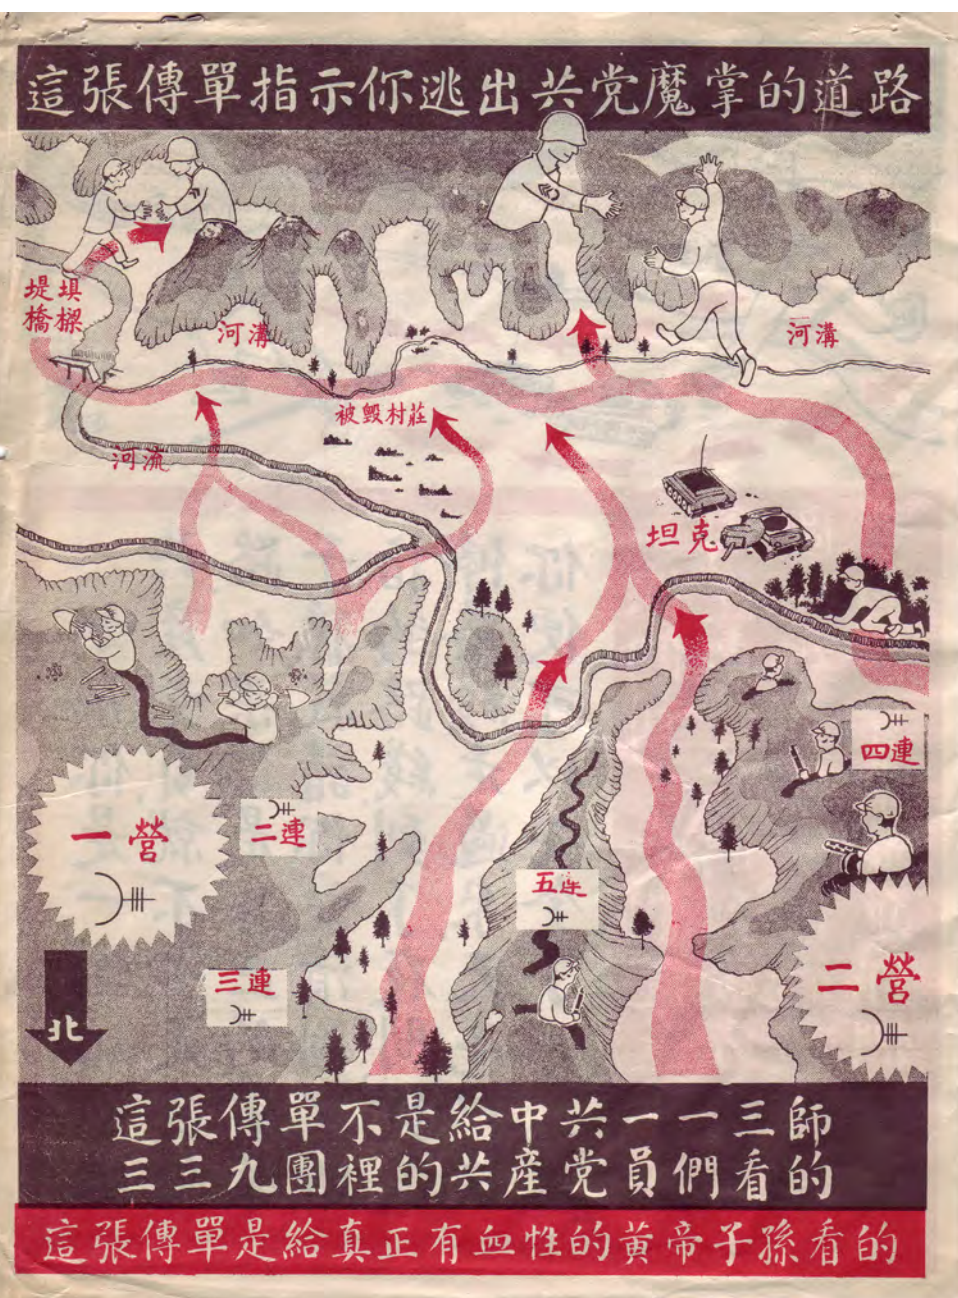 這張傳單指示你逃出共党魔掌的道路
堤壩
橋樑
河溝
河溝
被毀村莊
河流
坦克
四連
一營
二連
五連
三連
二營
北
這張傳單不是給中共一一三師
三三九團裡的共產党員們看的
這張傳單是給真正有血性的黄帝子孫看的